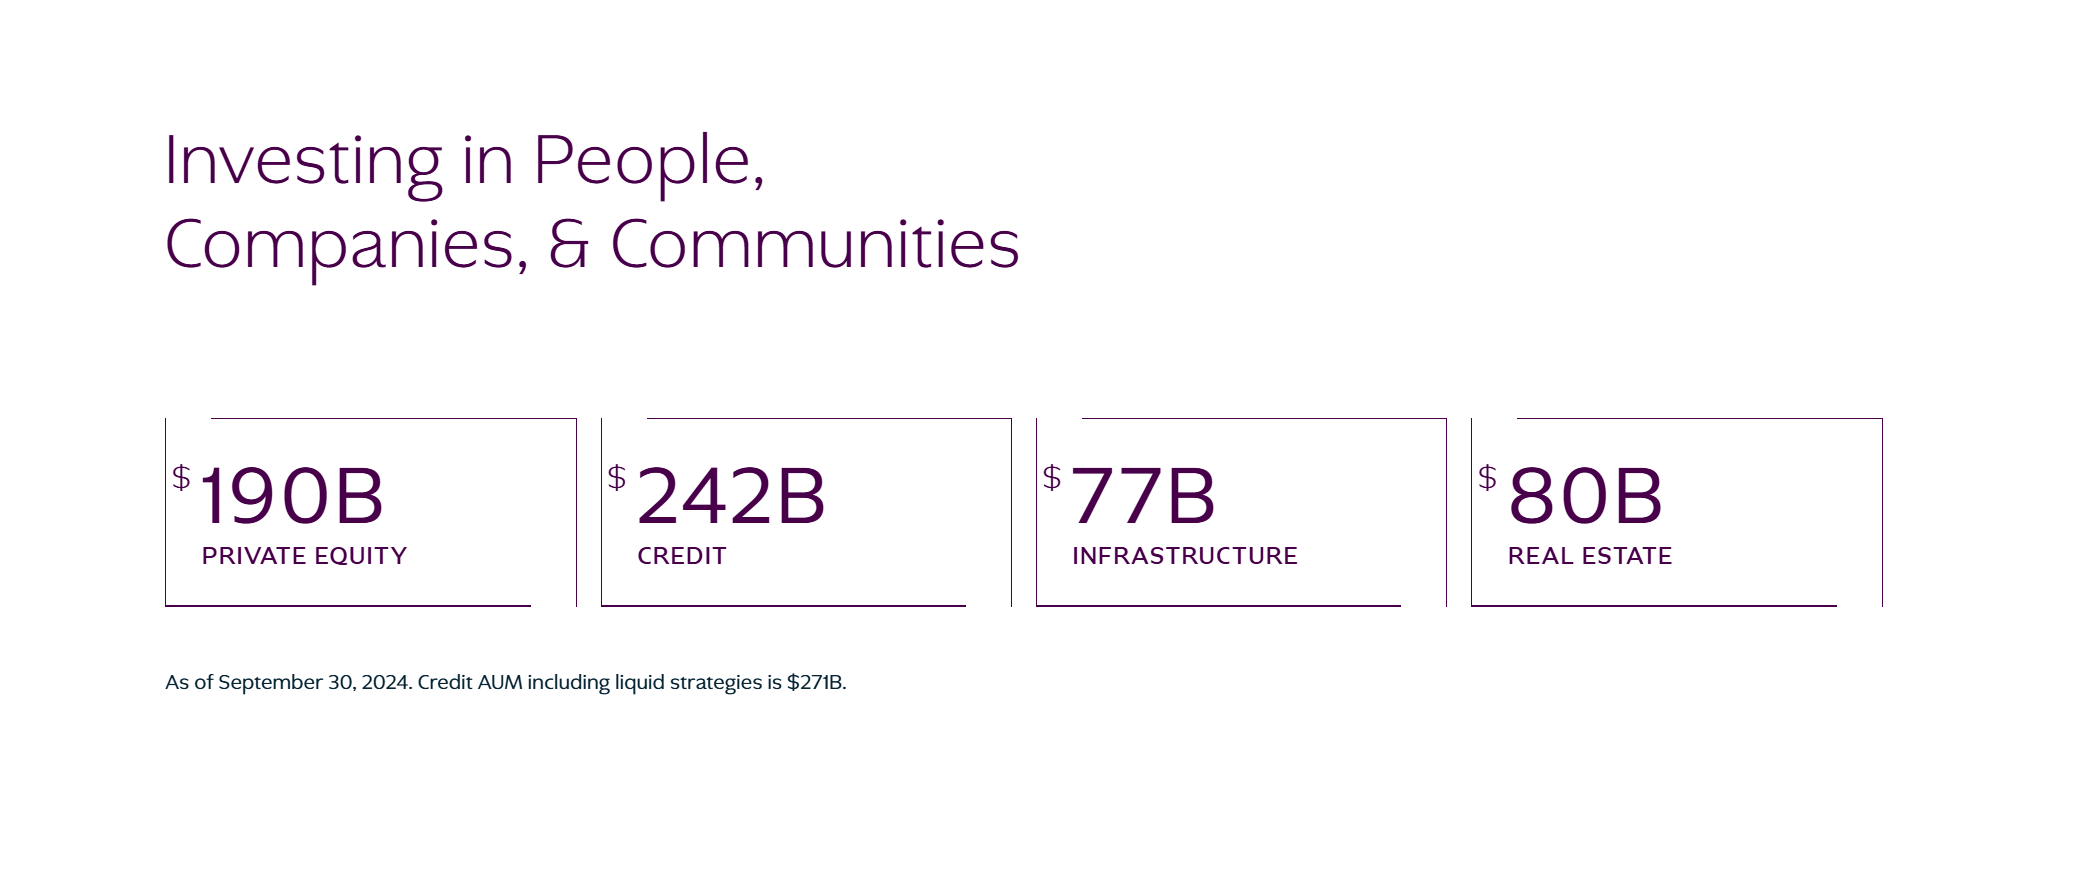 Investing in People,
Companies, & Communities
$190B
PRIVATE EQUITY
$242B
CREDIT
$77B
INFRASTRUCTURE
$80B
REAL ESTATE
As of September 30, 2024. Credit AUM including liquid strategies is $271B.